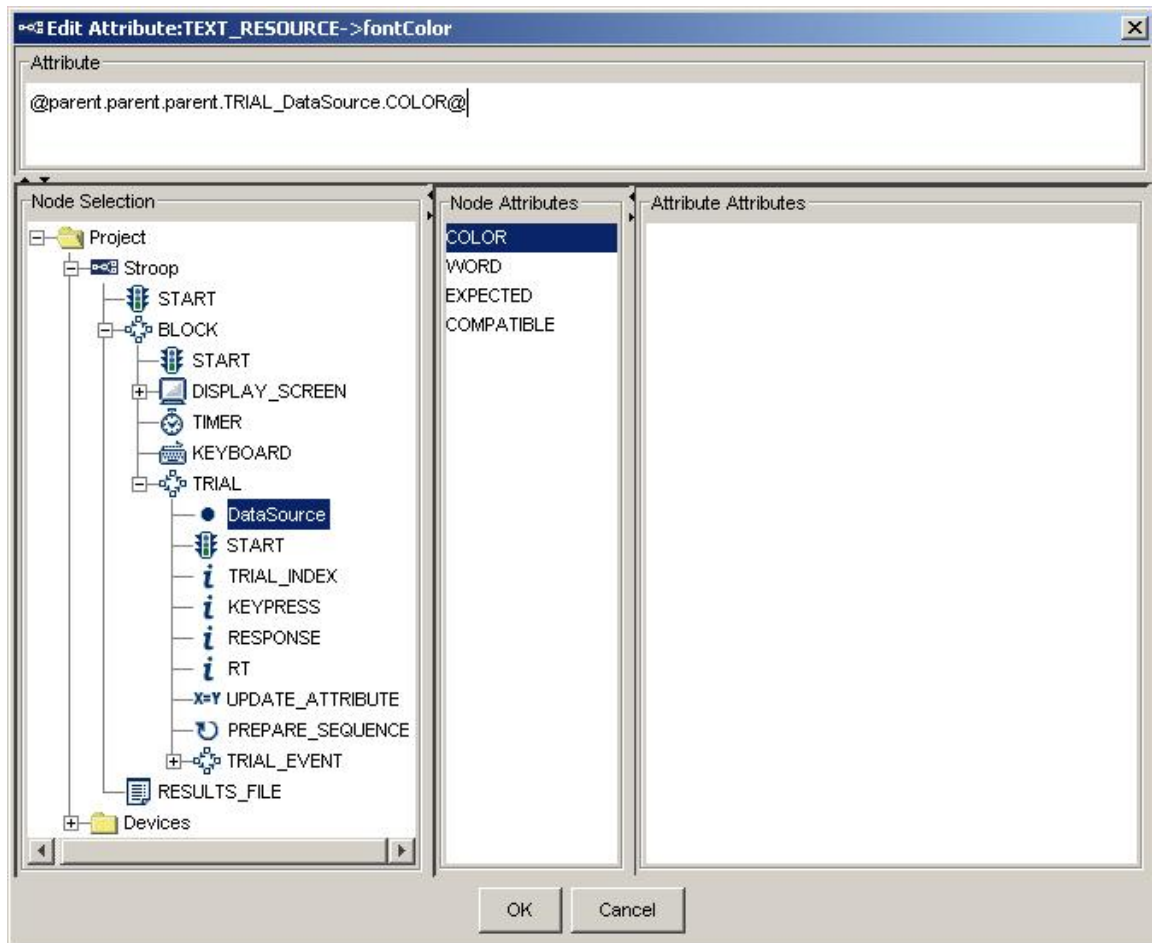 Edit Attribute:TEXT_RESOURCE->fontColor
Attribute
@parent.parent.parent.TRIAL_DataSource.COLOR@
Node Selection
Project
Stroop
START
BLOCK
START
DISPLAY_SCREEN
TIMER
KEYBOARD
TRIAL
DataSource
START
TRIAL_INDEX
KEYPRESS
RESPONSE
RT
X=Y UPDATE_ATTRIBUTE
PREPARE_SEQUENCE
TRIAL_EVENT
RESULTS_FILE
Devices
Node Attributes
COLOR
WORD
EXPECTED
COMPATIBLE
Attribute Attributes
OK
Cancel